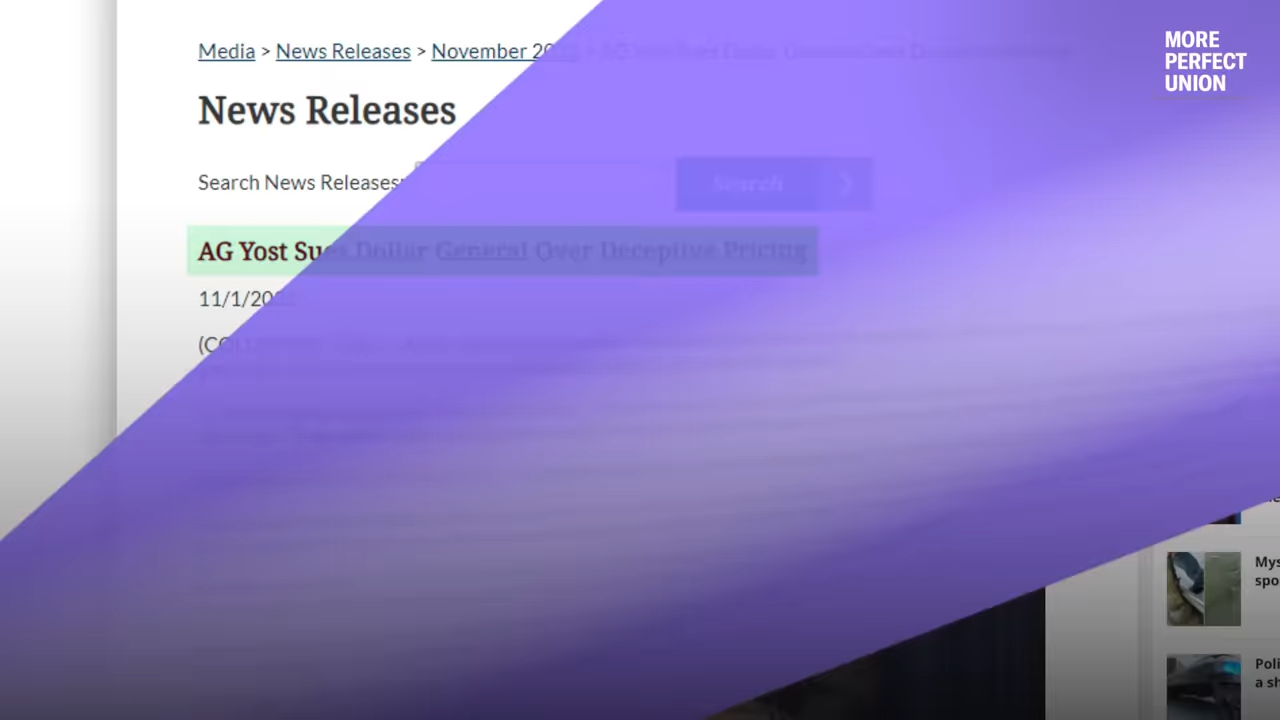 Media > News Releases > November 20
MORE
PERFECT
UNION
News Releases
Search News Releases:
Search
AG Yost Sues Dollar General Over Deceptive Pricing
11/1/20
Mys
spo
Poli
a sh